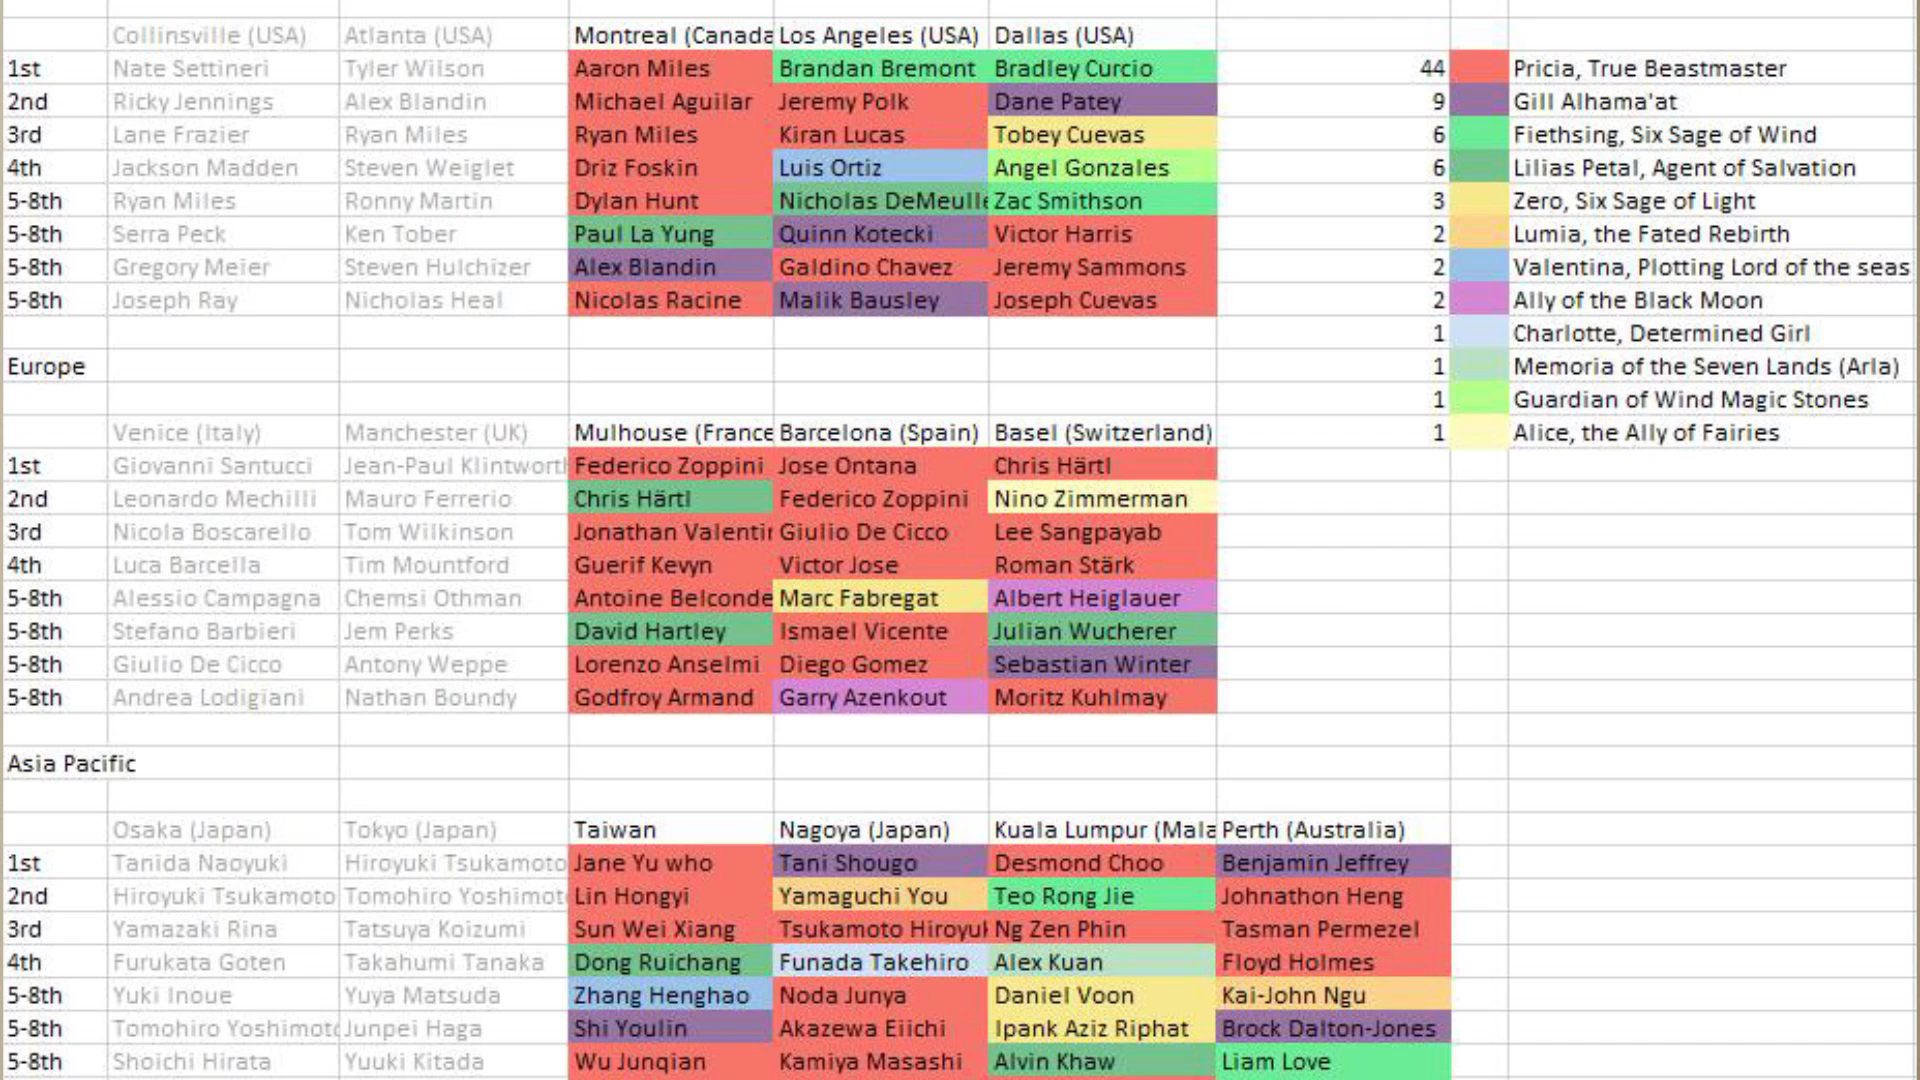 Collinsville (USA) Atlanta (USA) Montreal (Canada Los Angeles (USA) Dallas (USA)
1st Nate Settineri Tyler Wilson Aaron Miles Brandan Bremont Bradley Curcio 44 Pricia, True Beastmaster
2nd Ricky Jennings Alex Blandin Michael Aguilar Jeremy Polk Dane Patey 9 Gill Alhama'at
3rd Lane Frazier Ryan Miles Ryan Miles Kiran Lucas Tobey Cuevas 6 Fiethsing, Six Sage of Wind
4th Jackson Madden Steven Weiglet Driz Foskin Luis Ortiz Angel Gonzales 6 Lilias Petal, Agent of Salvation
5-8th Ryan Miles Ronny Martin Dylan Hunt Nicholas DeMeulle Zac Smithson 3 Zero, Six Sage of Light
5-8th Serra Peck Ken Tober Paul La Yung Quinn Kotecki Victor Harris 2 Lumia, the Fated Rebirth
5-8th Gregory Meier Steven Hulchizer Alex Blandin Galdino Chavez Jeremy Sammons 2 Valentina, Plotting Lord of the seas
5-8th Joseph Ray Nicholas Heal Nicolas Racine Malik Bausley Joseph Cuevas 2 Ally of the Black Moon
1 Charlotte, Determined Girl
Europe 1 Memoria of the Seven Lands (Arla)
1 Guardian of Wind Magic Stones
Venice (Italy) Manchester (UK) Mulhouse (France Barcelona (Spain) Basel (Switzerland) 1 Alice, the Ally of Fairies
1st Giovanni Santucci Jean-Paul Klintworth Federico Zoppini Jose Ontana Chris Härtl
2nd Leonardo Mechilli Mauro Ferrerio Chris Härtl Federico Zoppini Nino Zimmerman
3rd Nicola Boscarello Tom Wilkinson Jonathan Valentin Giulio De Cicco Lee Sangpayab
4th Luca Barcella Tim Mountford Guerif Kevyn Victor Jose Roman Stärk
5-8th Alessio Campagna Chemsi Othman Antoine Belconde Marc Fabregat Albert Heiglauer
5-8th Stefano Barbieri Jem Perks David Hartley Ismael Vicente Julian Wucherer
5-8th Giulio De Cicco Antony Weppe Lorenzo Anselmi Diego Gomez Sebastian Winter
5-8th Andrea Lodigiani Nathan Boundy Godfroy Armand Garry Azenkout Moritz Kuhlmay
Asia Pacific
Osaka (Japan) Tokyo (Japan) Taiwan Nagoya (Japan) Kuala Lumpur (Mala Perth (Australia)
1st Tanida Naoyuki Hiroyuki Tsukamoto Jane Yu who Tani Shougo Desmond Choo Benjamin Jeffrey
2nd Hiroyuki Tsukamoto Tomohiro Yoshimoto Lin Hongyi Yamaguchi You Teo Rong Jie Johnathon Heng
3rd Yamazaki Rina Tatsuya Koizumi Sun Wei Xiang Tsukamoto Hiroyuk Ng Zen Phin Tasman Permezel
4th Furukata Goten Takahumi Tanaka Dong Ruichang Funada Takehiro Alex Kuan Floyd Holmes
5-8th Yuki Inoue Yuya Matsuda Zhang Henghao Noda Junya Daniel Voon Kai-John Ngu
5-8th Tomohiro Yoshimoto Junpei Haga Shi Youlin Akazewa Eiichi Ipank Aziz Riphat Brock Dalton-Jones
5-8th Shoichi Hirata Yuuki Kitada Wu Junqian Kamiya Masashi Alvin Khaw Liam Love